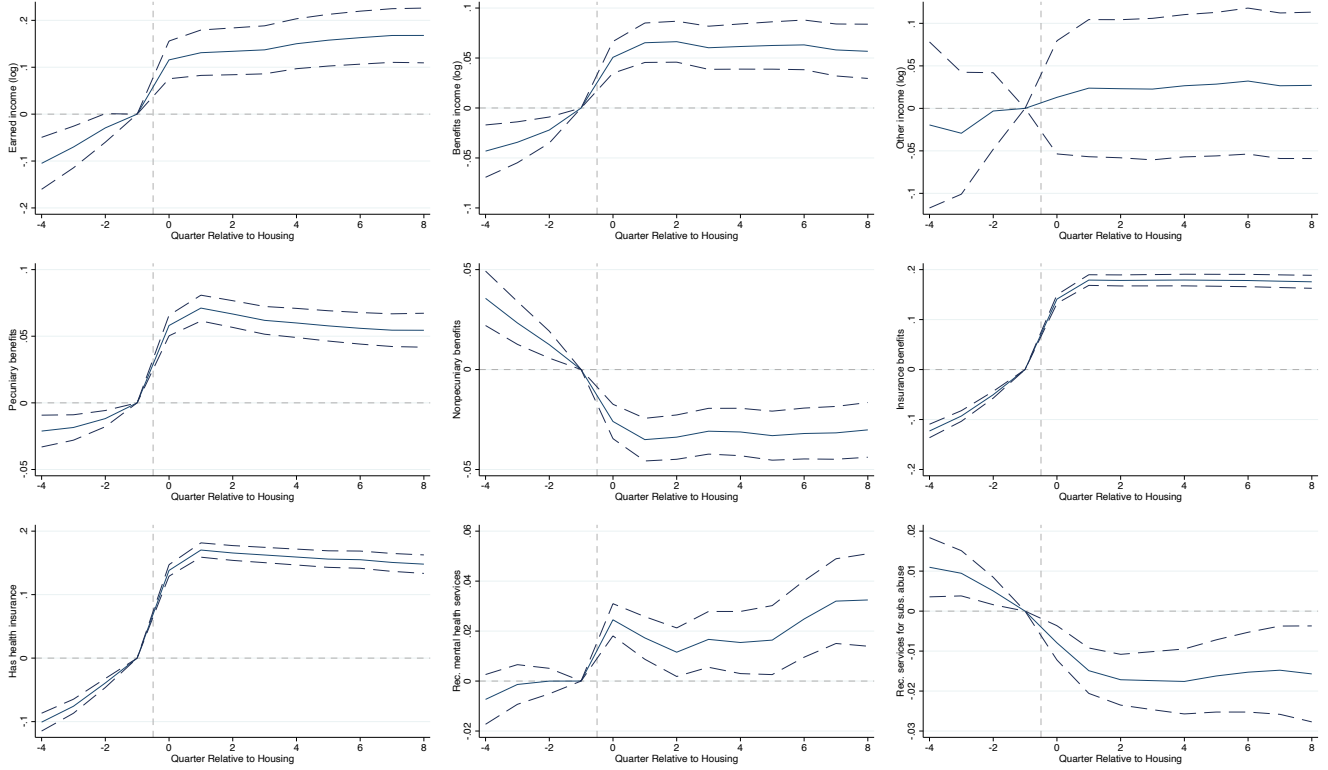 Earned income (log)
.2
.1
0
-.1
-.2
-4 -2 0 2 4 6 8
Quarter Relative to Housing
Benefits income (log)
.1
.05
0
-.05
-.1
-4 -2 0 2 4 6 8
Quarter Relative to Housing
Other income (log)
.1
.05
0
-.05
-.1
-4 -2 0 2 4 6 8
Quarter Relative to Housing
Pecuniary benefits
.1
.05
0
-.05
-4 -2 0 2 4 6 8
Quarter Relative to Housing
Nonpecuniary benefits
.05
0
-.05
-4 -2 0 2 4 6 8
Quarter Relative to Housing
Insurance benefits
.2
.1
0
-.1
-.2
-4 -2 0 2 4 6 8
Quarter Relative to Housing
Has health insurance
.2
.1
0
-.1
-4 -2 0 2 4 6 8
Quarter Relative to Housing
Rec. mental health services
.06
.04
.02
0
-.02
-4 -2 0 2 4 6 8
Quarter Relative to Housing
Rec. services for subs. abuse
.02
.01
0
-.01
-.02
-.03
-4 -2 0 2 4 6 8
Quarter Relative to Housing